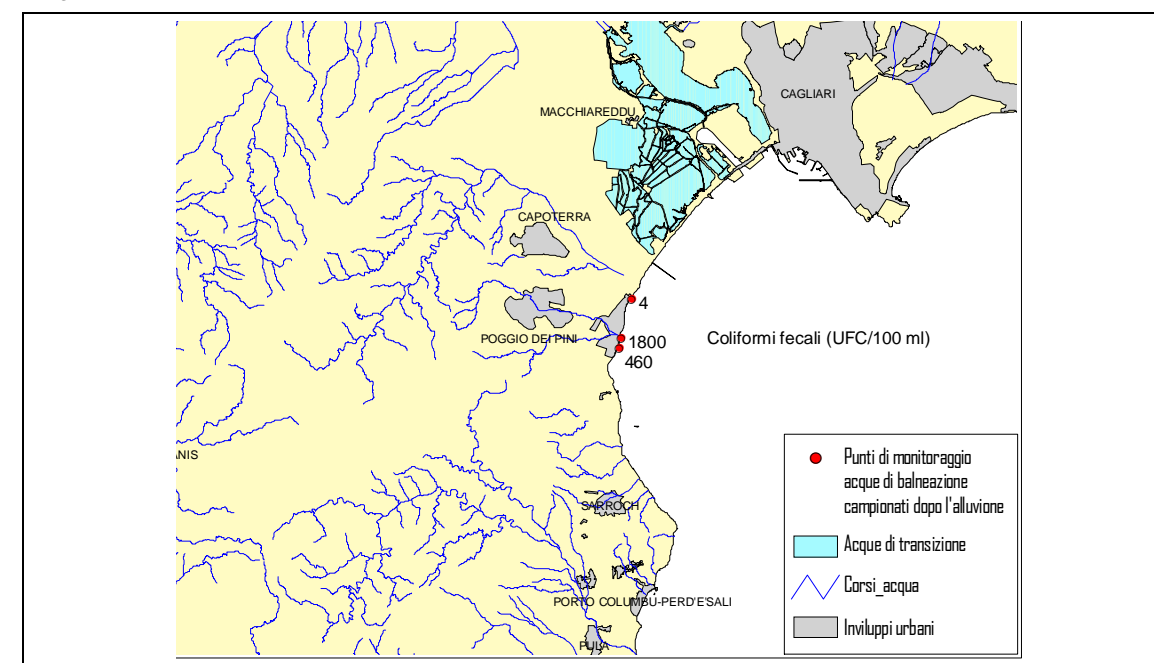 CAGLIARI
MACCHIAREDDU
CAPOTERRA
4
POGGIO DEI PINI
1800
Coliformi fecali (UFC/100 ml)
460
ANIS
SARROCH
PORTO COLUMBU-PERD'E'SALI
PULA
Punti di monitoraggio
acque di balneazione
campionati dopo l'alluvione
Acque di transizione
Corsi_acqua
Inviluppi urbani